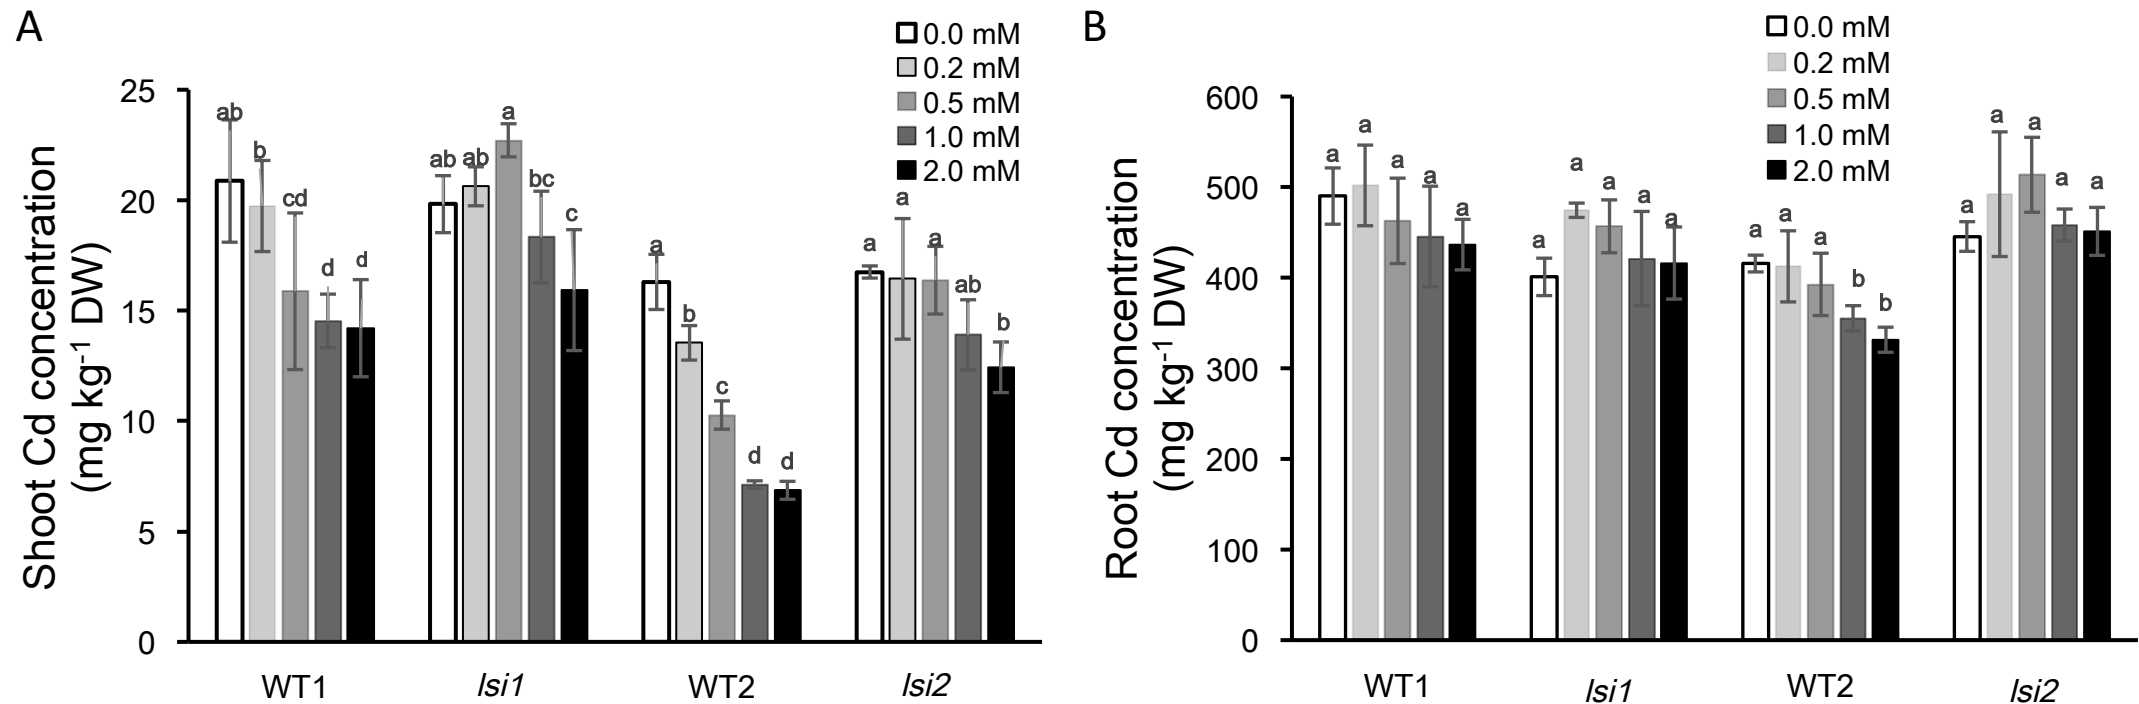 A
0.0 mM
0.2 mM
0.5 mM
1.0 mM
2.0 mM
Shoot Cd concentration
(mg kg-1 DW)
25
20
15
10
5
0
ab b cd d d
ab ab a bc c
a b c d d
a a a ab b
WT1 lsi1 WT2 lsi2
B
0.0 mM
0.2 mM
0.5 mM
1.0 mM
2.0 mM
Root Cd concentration
(mg kg-1 DW)
600
500
400
300
200
100
0
a a a a a
a a a a a
a a a b b
a a a a a
WT1 lsi1 WT2 lsi2